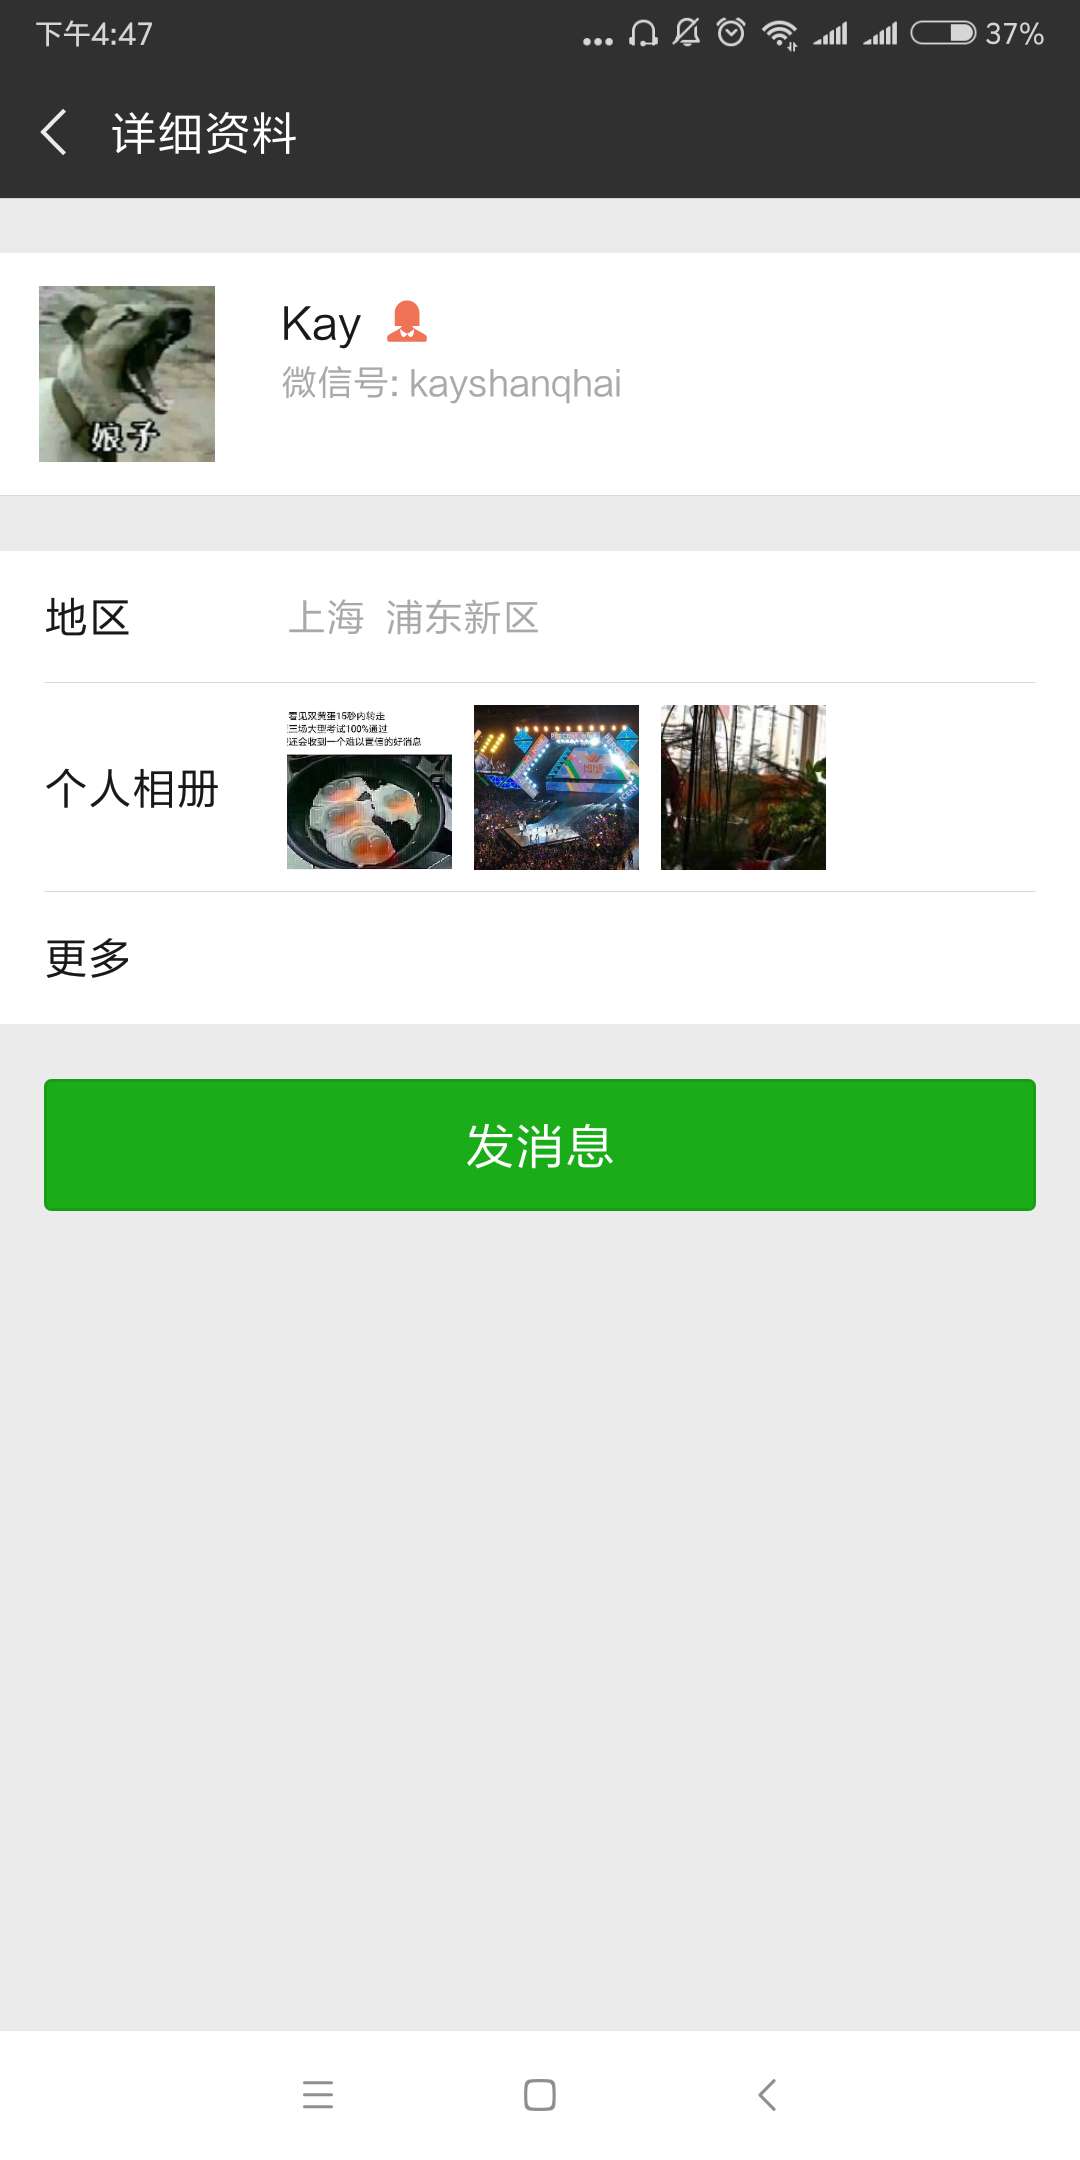 下午4:47
37%
详细资料
Kay
微信号: kayshanqhai
娘子
地区
上海 浦东新区
个人相册
看见双黄蛋15秒内转走
三场大型考试100%通过
还会收到一个难以置信的好消息
更多
发消息